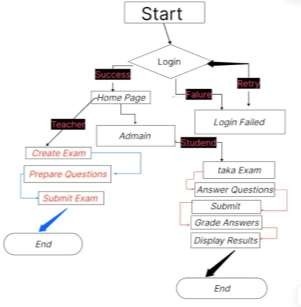 Start
Login
Success
Home Page
Failure
Retry
Login Failed
Teacher
Admain
Studend
Create Exam
Prepare Questions
Submit Exam
End
taka Exam
Answer Questions
Submit
Grade Answers
Display Results
End